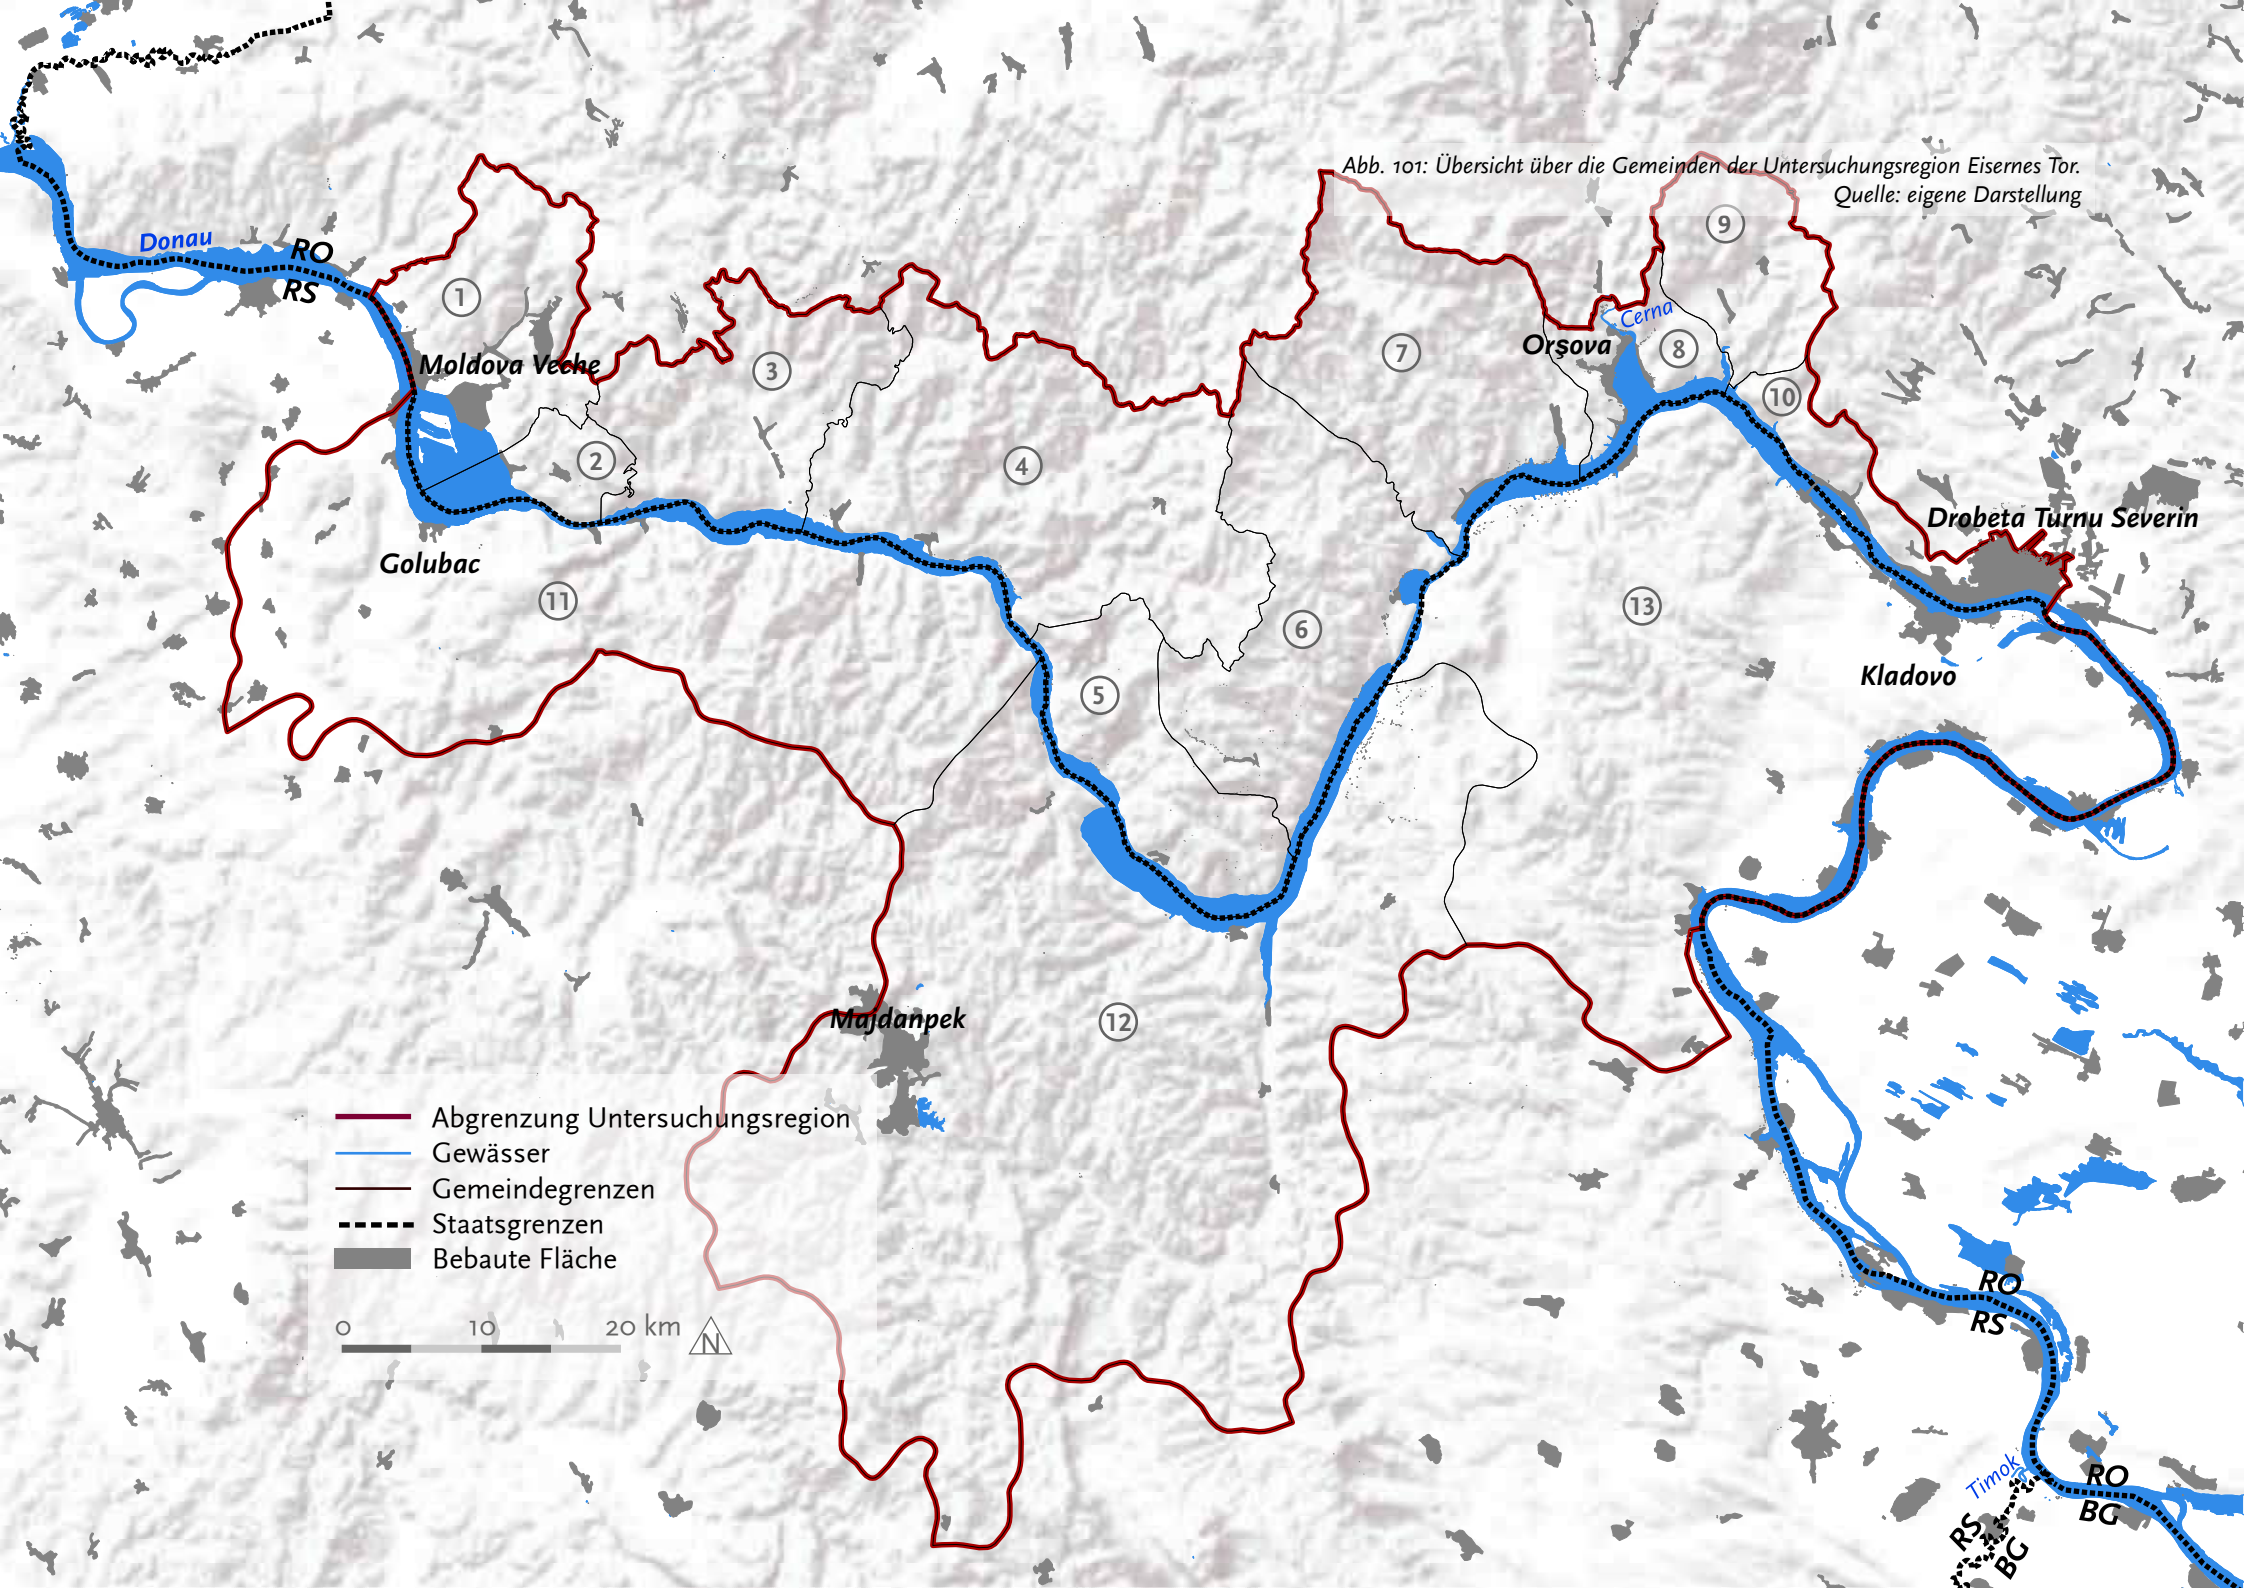 Abb. 101: Übersicht über die Gemeinden der Untersuchungsregion Eisernes Tor.
Quelle: eigene Darstellung
9
Donau
RO
RS
1
Cerna
Orșova
8
7
Moldova Veche
3
10
2
4
Drobeta Turnu Severin
Golubac
11
13
6
Kladovo
5
Majdanpek
12
Abgrenzung Untersuchungsregion
Gewässer
Gemeindegrenzen
Staatsgrenzen
Bebaute Fläche
0 10 20 km
N
RO
RS
Timok
RO
BG
RS
BG